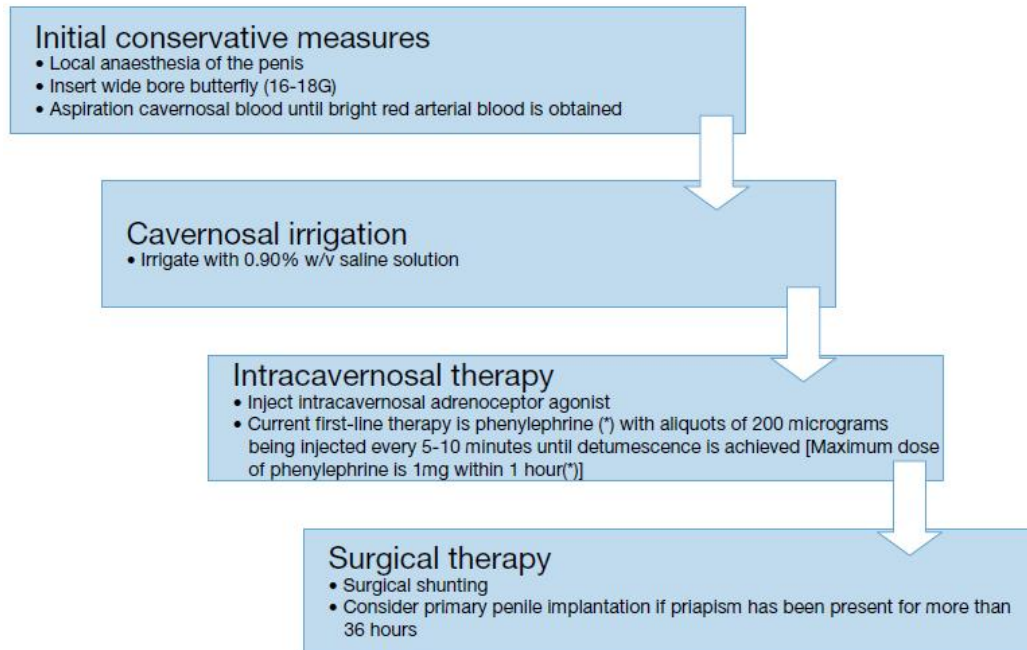 Initial conservative measures
• Local anaesthesia of the penis
• Insert wide bore butterfly (16-18G)
• Aspiration cavernosal blood until bright red arterial blood is obtained
Cavernosal irrigation
• Irrigate with 0.90% w/v saline solution
Intracavernosal therapy
• Inject intracavernosal adrenoceptor agonist
• Current first-line therapy is phenylephrine (*) with aliquots of 200 micrograms
being injected every 5-10 minutes until detumescence is achieved [Maximum dose
of phenylephrine is 1mg within 1 hour(*)]
Surgical therapy
• Surgical shunting
• Consider primary penile implantation if priapism has been present for more than
36 hours